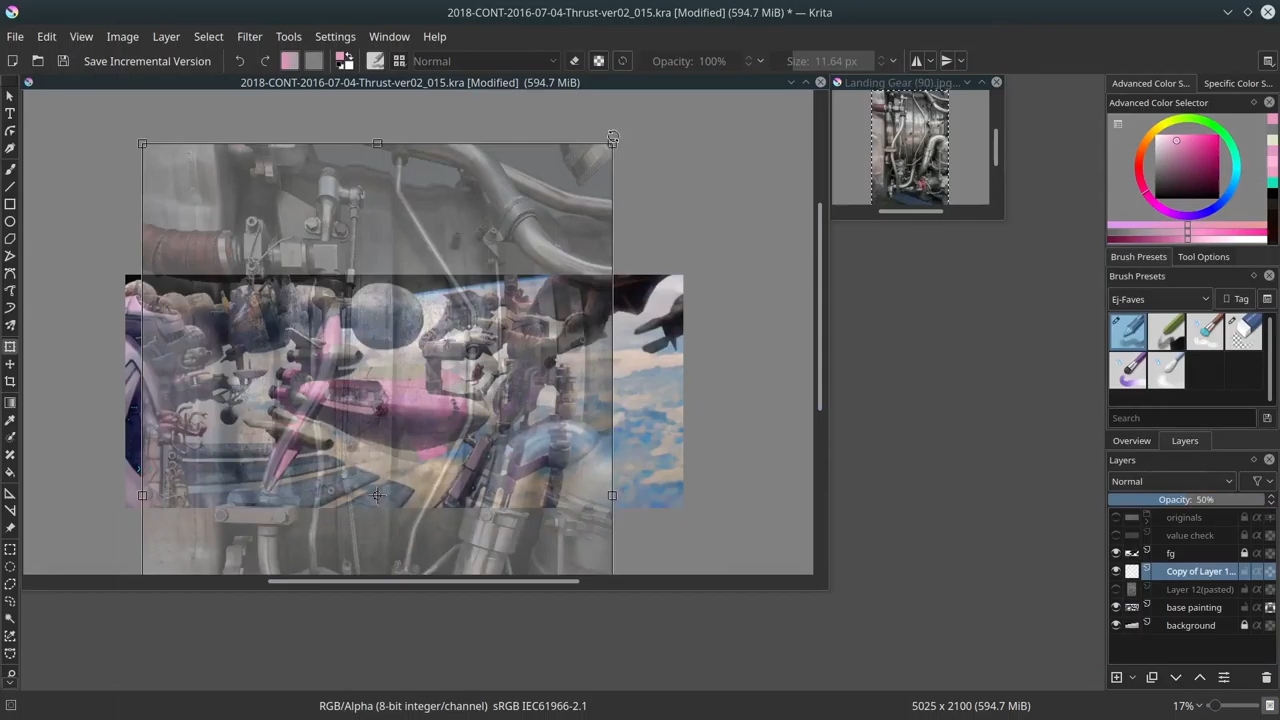 2018-CONT-2016-07-04-Thrust-ver02_015.kra [Modified] (594.7 MiB) * — Krita
File Edit View Image Layer Select Filter Tools Settings Window Help
Save Incremental Version Normal Opacity: 100% Size: 11.64 px
2018-CONT-2016-07-04-Thrust-ver02_015.kra [Modified] (594.7 MiB)
Landing Gear (90).jpg...
Advanced Color S... Specific Color S...
Advanced Color Selector
Brush Presets Tool Options
Brush Presets
Ej-Faves Tag
Search
Overview Layers
Layers
Normal
Opacity: 50%
originals
value check
fg
Copy of Layer 1...
Layer 12(pasted)
base painting
background
RGB/Alpha (8-bit integer/channel) sRGB IEC61966-2.1 5025 x 2100 (594.7 MiB) 17%